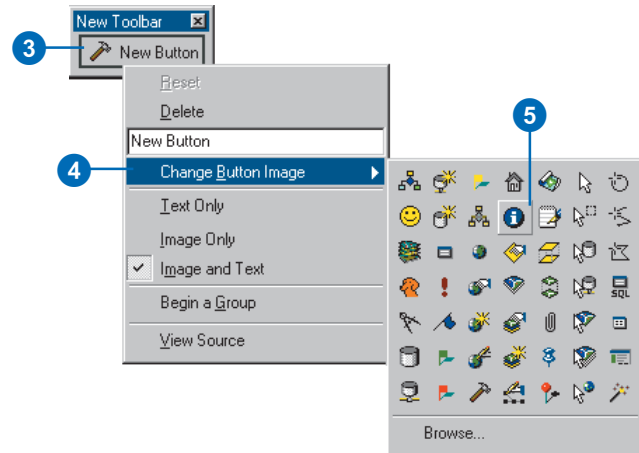 New Toolbar
3
New Button
Reset
Delete
New Button
4
Change Button Image
5
Text Only
Image Only
Image and Text
Begin a Group
View Source
SQL
Browse...